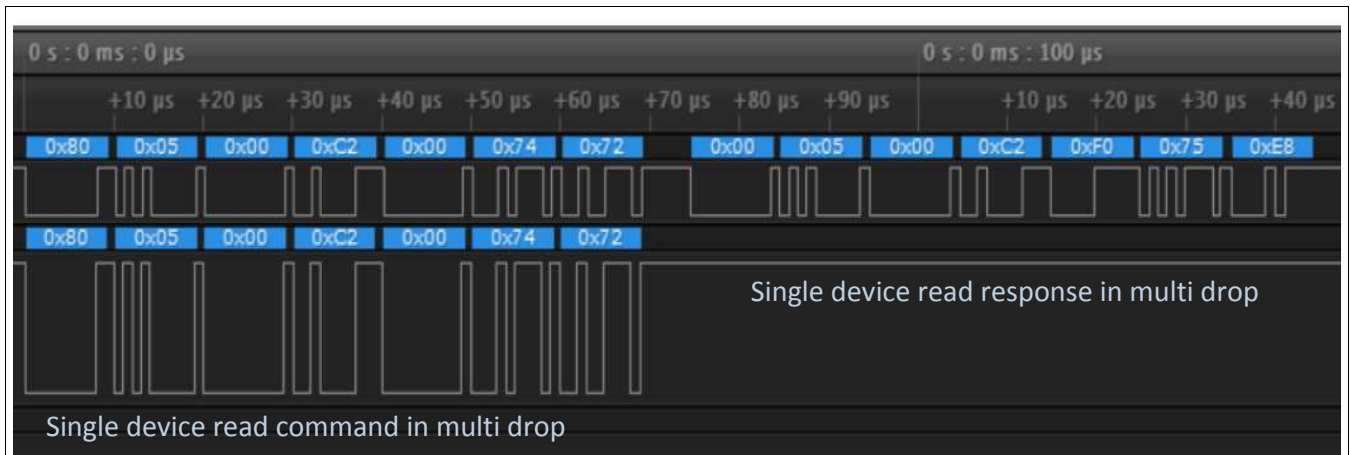 0 s : 0 ms : 0 µs 0 s : 0 ms : 100 µs
+10 µs +20 µs +30 µs +40 µs +50 µs +60 µs +70 µs +80 µs +90 µs +10 µs +20 µs +30 µs +40 µs
0x80 0x05 0x00 0xC2 0x00 0x74 0x72 0x00 0x05 0x00 0xC2 0xF0 0x75 0xE8
0x80 0x05 0x00 0xC2 0x00 0x74 0x72
Single device read response in multi drop
Single device read command in multi drop